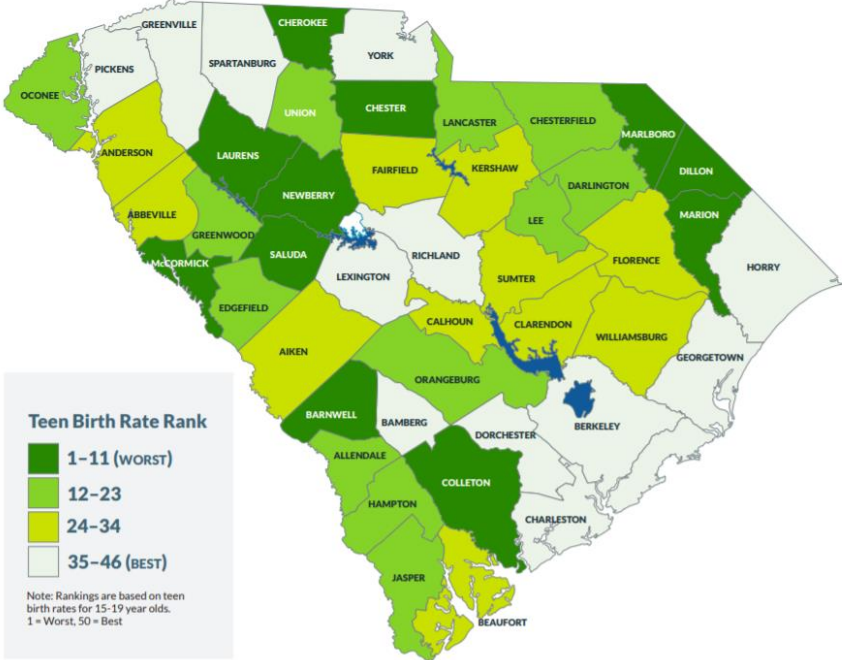 CHEROKEE
GREENVILLE
YORK
SPARTANBURG
PICKENS
OCONEE
UNION
CHESTER
LANCASTER
CHESTERFIELD
MARLBORO
ANDERSON
LAURENS
FAIRFIELD
KERSHAW
DILLON
NEWBERRY
DARLINGTON
ABBEVILLE
LEE
MARION
GREENWOOD
SALUDA
RICHLAND
McCORMICK
FLORENCE
HORRY
LEXINGTON
SUMTER
EDGEFIELD
CALHOUN
CLARENDON
WILLIAMSBURG
AIKEN
GEORGETOWN
ORANGEBURG
BARNWELL
BAMBERG
BERKELEY
DORCHESTER
ALLENDALE
COLLETON
HAMPTON
CHARLESTON
JASPER
BEAUFORT
Teen Birth Rate Rank
1–11 (WORST)
12–23
24–34
35–46 (BEST)
Note: Rankings are based on teen
birth rates for 15-19 year olds.
1 = Worst, 50 = Best